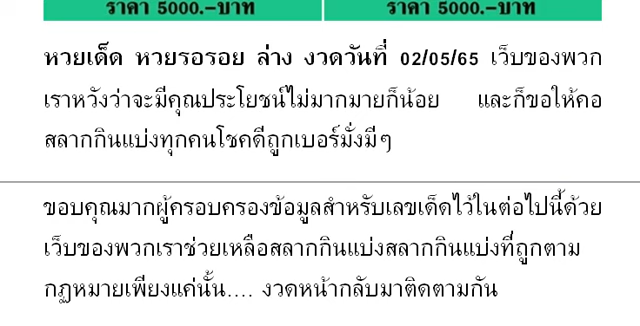 ราคา 5000.-บาท ราคา 5000.-บาท
หวยเด็ด หวยรอรอย ล่าง งวดวันที่ 02/05/65 เว็บของพวก
เราหวังว่าจะมีคุณประโยชน์ไม่มากมายก็น้อย และก็ขอให้คอ
สลากกินแบ่งทุกคนโชคดีถูกเบอร์มั่งมีๆ
ขอบคุณมากผู้ครอบครองข้อมูลสำหรับเลขเด็ดไว้ในต่อไปนี้ด้วย
เว็บของพวกเราช่วยเหลือสลากกินแบ่งสลากกินแบ่งที่ถูกตาม
กฏหมายเพียงแค่นั้น.... งวดหน้ากลับมาติดตามกัน